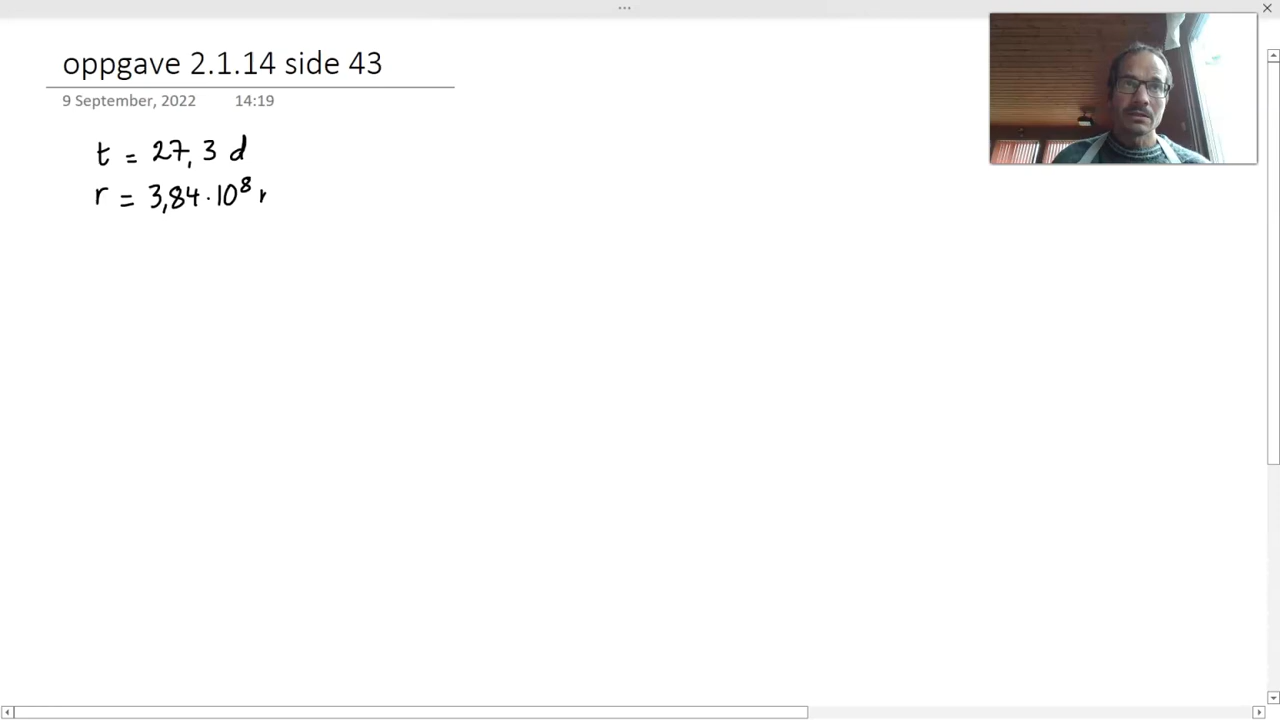 oppgave 2.1.14 side 43
9 September, 2022 14:19
t = 27,3 d
r = 3,84 · 10⁸